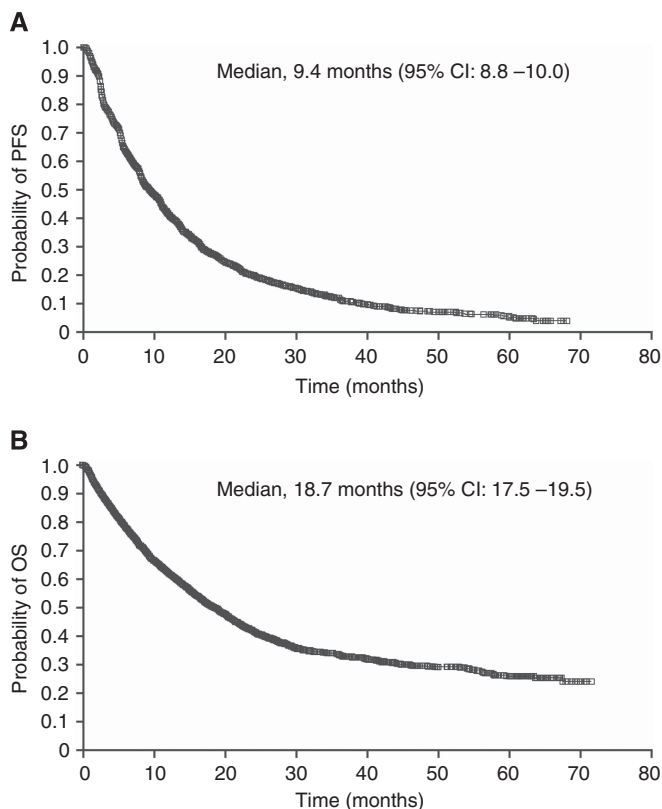 A
Median, 9.4 months (95% CI: 8.8 –10.0)
Probability of PFS
1.0
0.9
0.8
0.7
0.6
0.5
0.4
0.3
0.2
0.1
0
0 10 20 30 40 50 60 70 80
Time (months)
B
Median, 18.7 months (95% CI: 17.5 –19.5)
Probability of OS
1.0
0.9
0.8
0.7
0.6
0.5
0.4
0.3
0.2
0.1
0
0 10 20 30 40 50 60 70 80
Time (months)